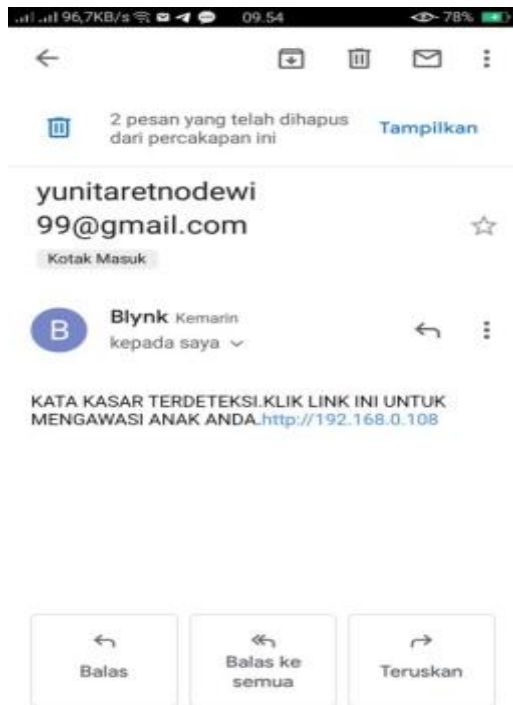 96,7KB/s 09.54 78%
2 pesan yang telah dihapus Tampilkan
dari percakapan ini
yunitaretnodewi
99@gmail.com
Kotak Masuk
B Blynk Kemarin
kepada saya
KATA KASAR TERDETEKSI.KLIK LINK INI UNTUK
MENGAWASI ANAK ANDA.http://192.168.0.108
Balas
Balas ke
semua
Teruskan